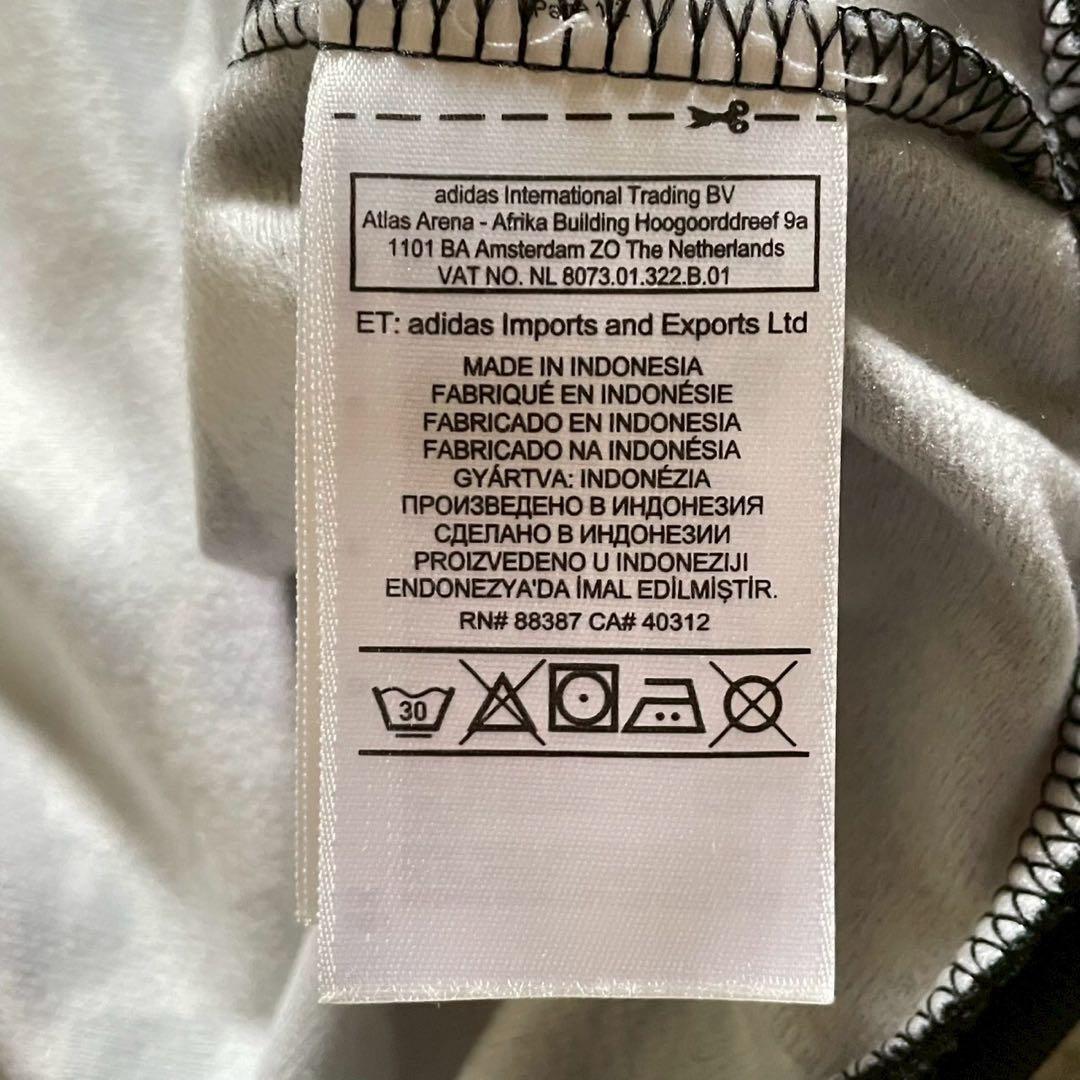 adidas International Trading BV
Atlas Arena - Afrika Building Hoogoorddreef 9a
1101 BA Amsterdam ZO The Netherlands
VAT NO. NL 8073.01.322.B.01
ET: adidas Imports and Exports Ltd
MADE IN INDONESIA
FABRIQUÉ EN INDONÉSIE
FABRICADO EN INDONESIA
FABRICADO NA INDONÉSIA
GYÁRTVA: INDONÉZIA
ПРОИЗВЕДЕНО В ИНДОНЕЗИЯ
СДЕЛАНО В ИНДОНЕЗИИ
PROIZVEDENO U INDONEZIJI
ENDONEZYA'DA İMAL EDİLMİŞTİR.
RN# 88387 CA# 40312
30